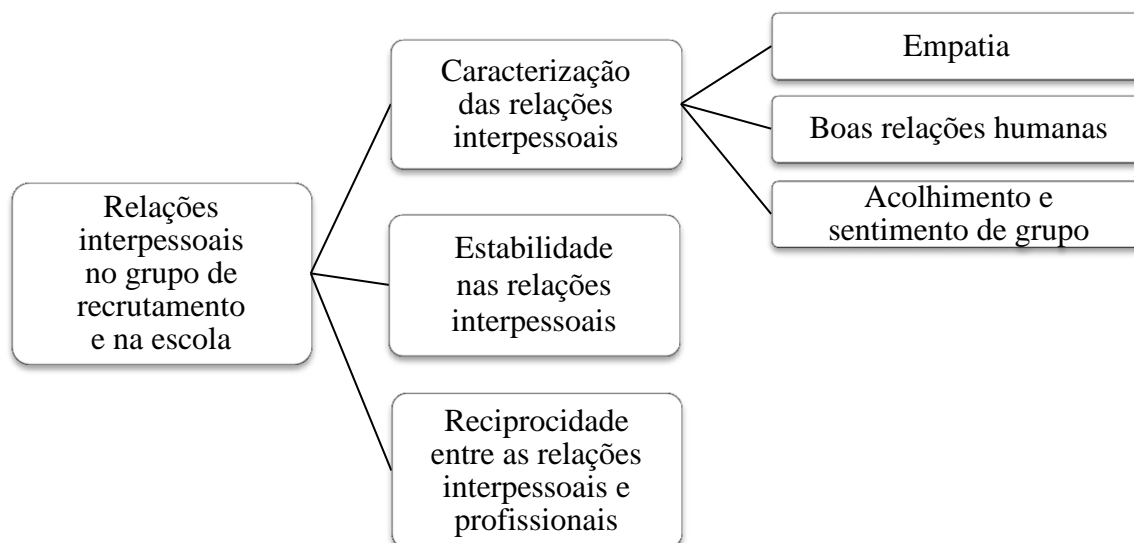 Relações
interpessoais
no grupo de
recrutamento
e na escola
Caracterização
das relações
interpessoais
Estabilidade
nas relações
interpessoais
Reciprocidade
entre as relações
interpessoais e
profissionais
Empatia
Boas relações humanas
Acolhimento e
sentimento de grupo